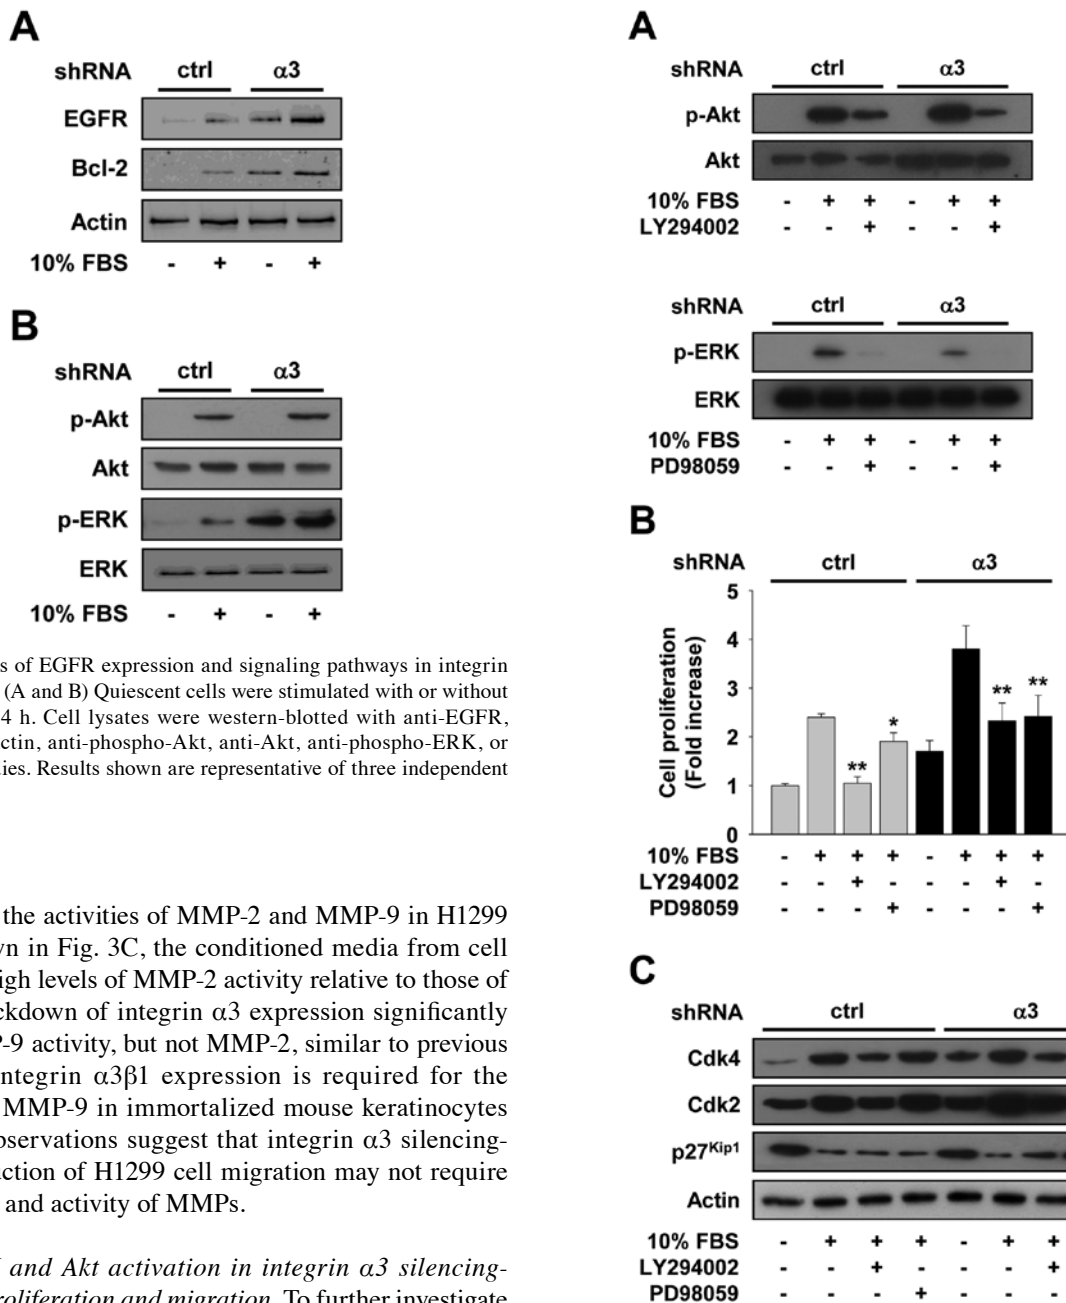 A
shRNA ctrl α3
EGFR
Bcl-2
Actin
10% FBS - + - +
B
shRNA ctrl α3
p-Akt
Akt
p-ERK
ERK
10% FBS - + - +
s of EGFR expression and signaling pathways in integrin
(A and B) Quiescent cells were stimulated with or without
4 h. Cell lysates were western-blotted with anti-EGFR,
ctin, anti-phospho-Akt, anti-Akt, anti-phospho-ERK, or
lies. Results shown are representative of three independent
the activities of MMP-2 and MMP-9 in H1299
vn in Fig. 3C, the conditioned media from cell
igh levels of MMP-2 activity relative to those of
ckdown of integrin α3 expression significantly
P-9 activity, but not MMP-2, similar to previous
integrin α3β1 expression is required for the
MMP-9 in immortalized mouse keratinocytes
bservations suggest that integrin α3 silencing-
uction of H1299 cell migration may not require
and activity of MMPs.
and Akt activation in integrin α3 silencing-
roliferation and migration. To further investigate
A
shRNA ctrl α3
p-Akt
Akt
10% FBS - + + - + +
LY294002 - - + - - +
shRNA ctrl α3
p-ERK
ERK
10% FBS - + + - + +
PD98059 - - + - - +
B
shRNA ctrl α3
Cell proliferation
(Fold increase)
5
4
3
2
1
0
** * ** **
10% FBS - + + + - + + +
LY294002 - - + - - - + -
PD98059 - - - + - - - +
C
shRNA ctrl α3
Cdk4
Cdk2
p27Kip1
Actin
10% FBS - + + + - + +
LY294002 - - + - - - +
PD98059 - - - + - - -